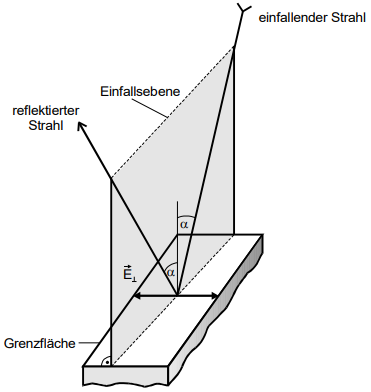 einfallender Strahl
Einfallsebene
reflektierter
Strahl
α
α
E⃗⊥
Grenzfläche